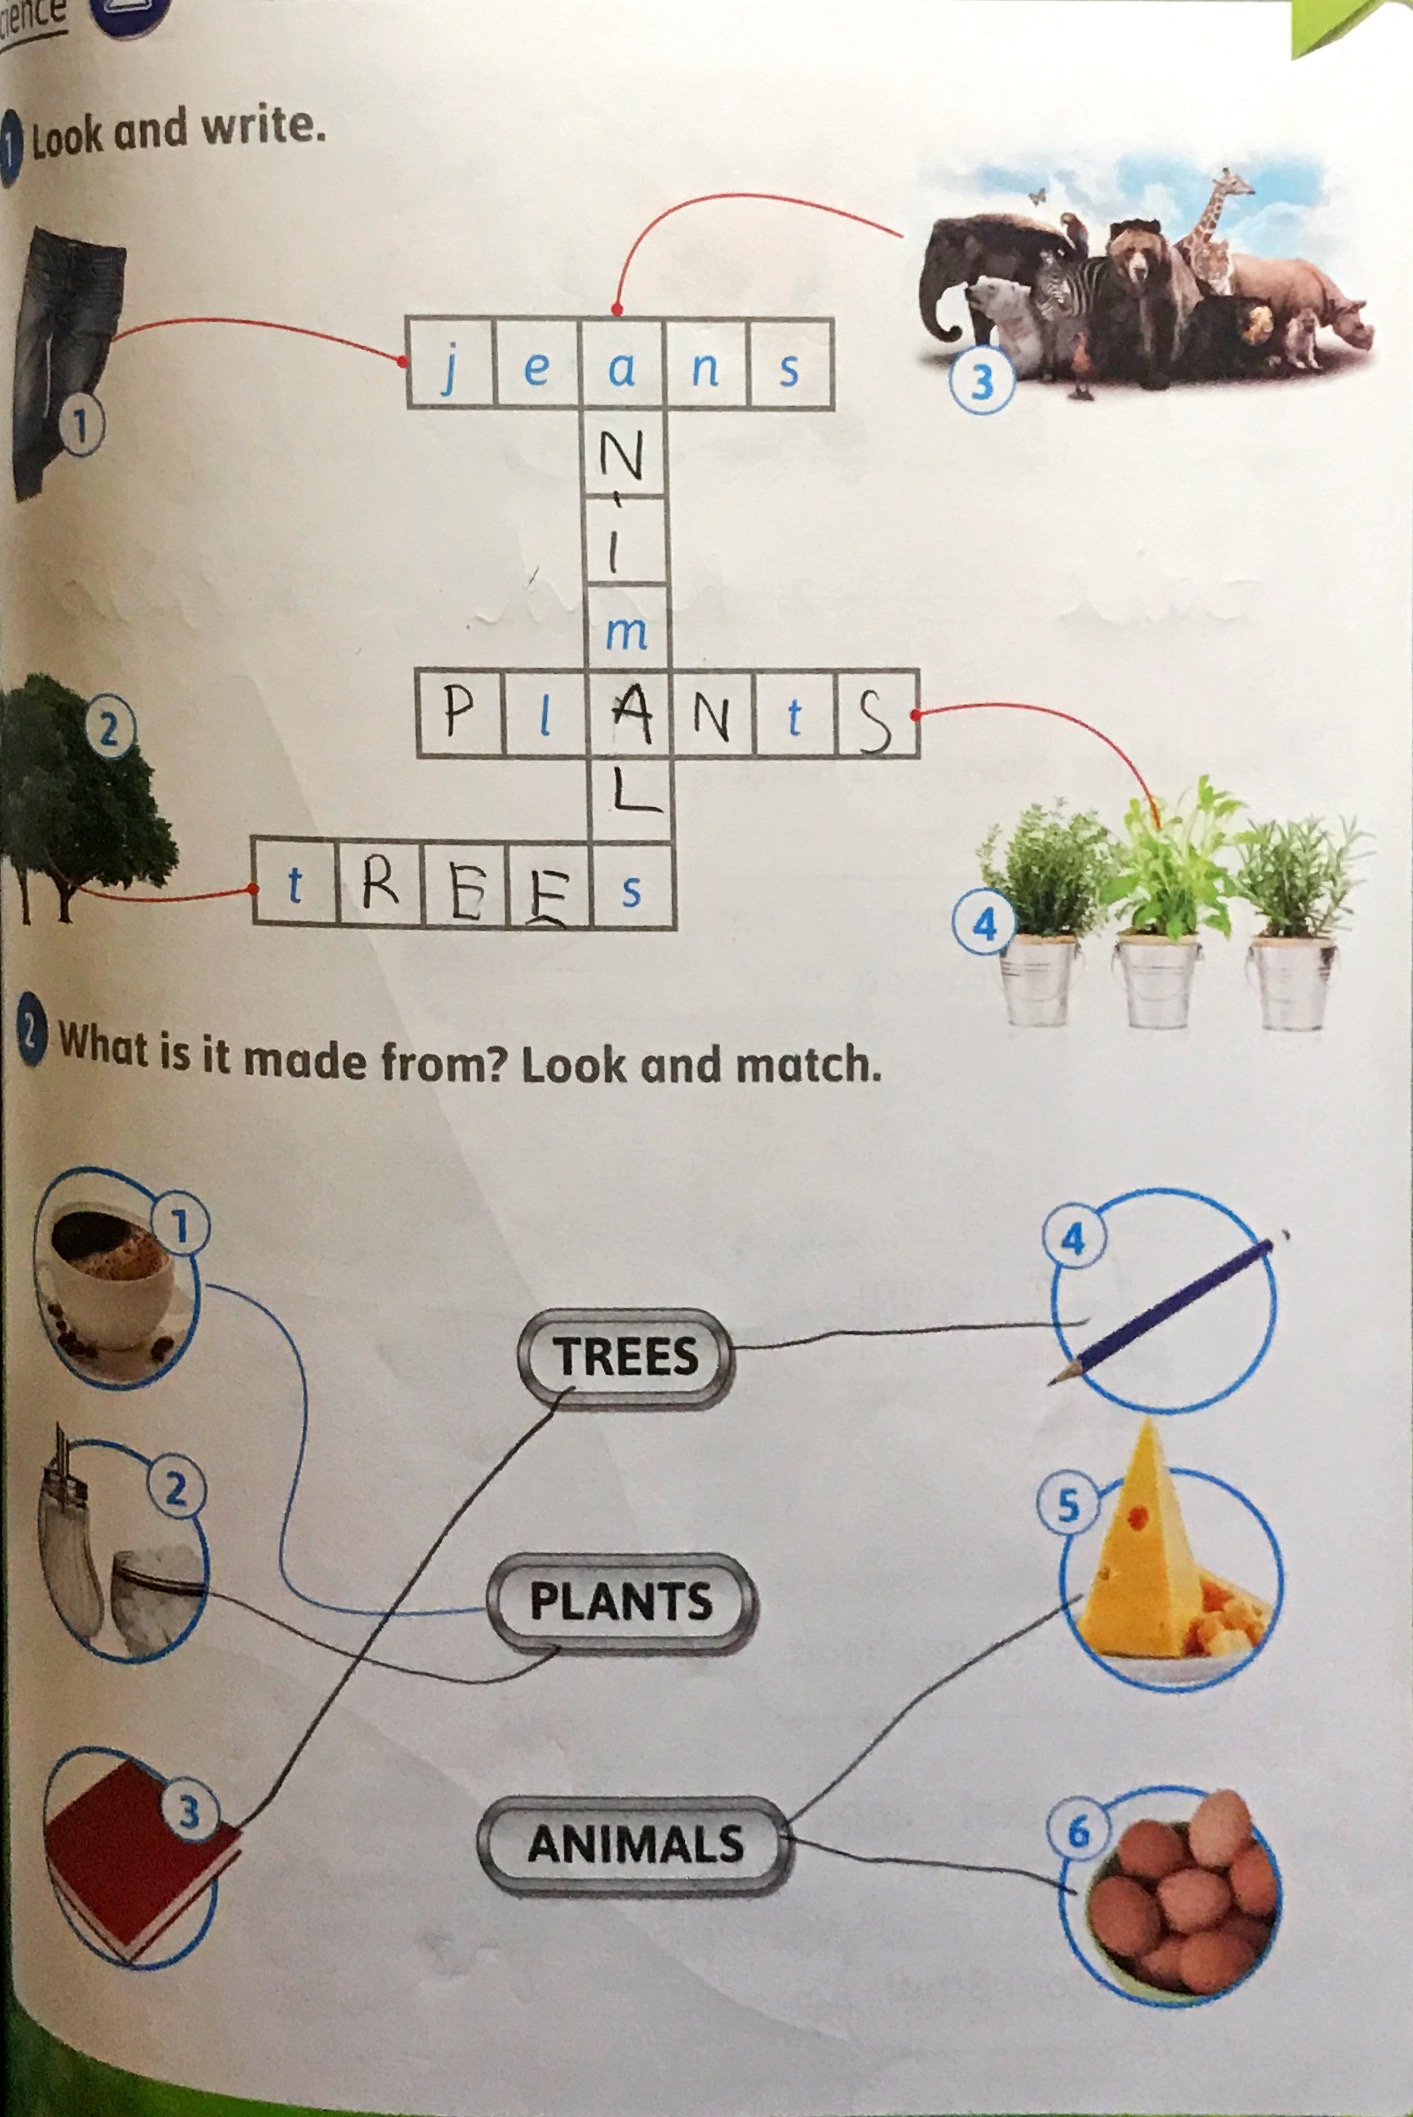 cience
1 Look and write.
1
3
j e a n s
N
I
m
2
P l A N t S
L
t R E E s
4
2 What is it made from? Look and match.
1
4
TREES
2
5
PLANTS
3
ANIMALS
6